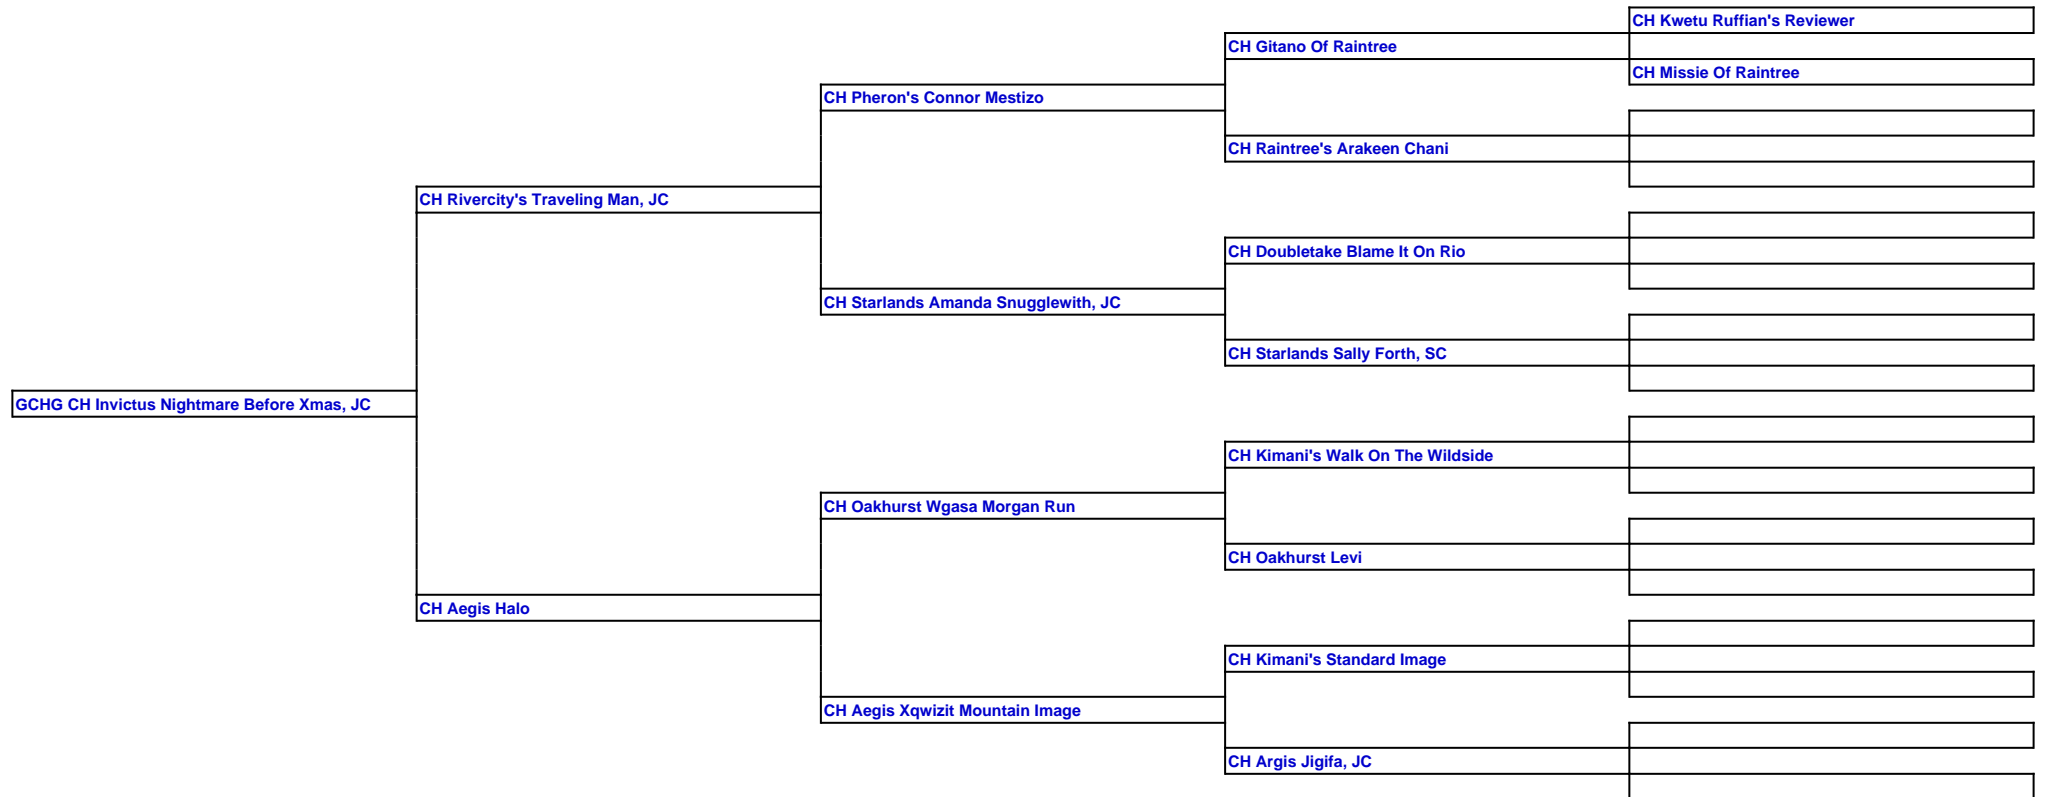 CH Kwetu Ruffian's Reviewer
CH Gitano Of Raintree
CH Missie Of Raintree
CH Pheron's Connor Mestizo
CH Raintree's Arakeen Chani
CH Rivercity's Traveling Man, JC
CH Doubletake Blame It On Rio
CH Starlands Amanda Snugglewith, JC
CH Starlands Sally Forth, SC
GCHG CH Invictus Nightmare Before Xmas, JC
CH Kimani's Walk On The Wildside
CH Oakhurst Wgasa Morgan Run
CH Oakhurst Levi
CH Aegis Halo
CH Kimani's Standard Image
CH Aegis Xqwizit Mountain Image
CH Argis Jigifa, JC